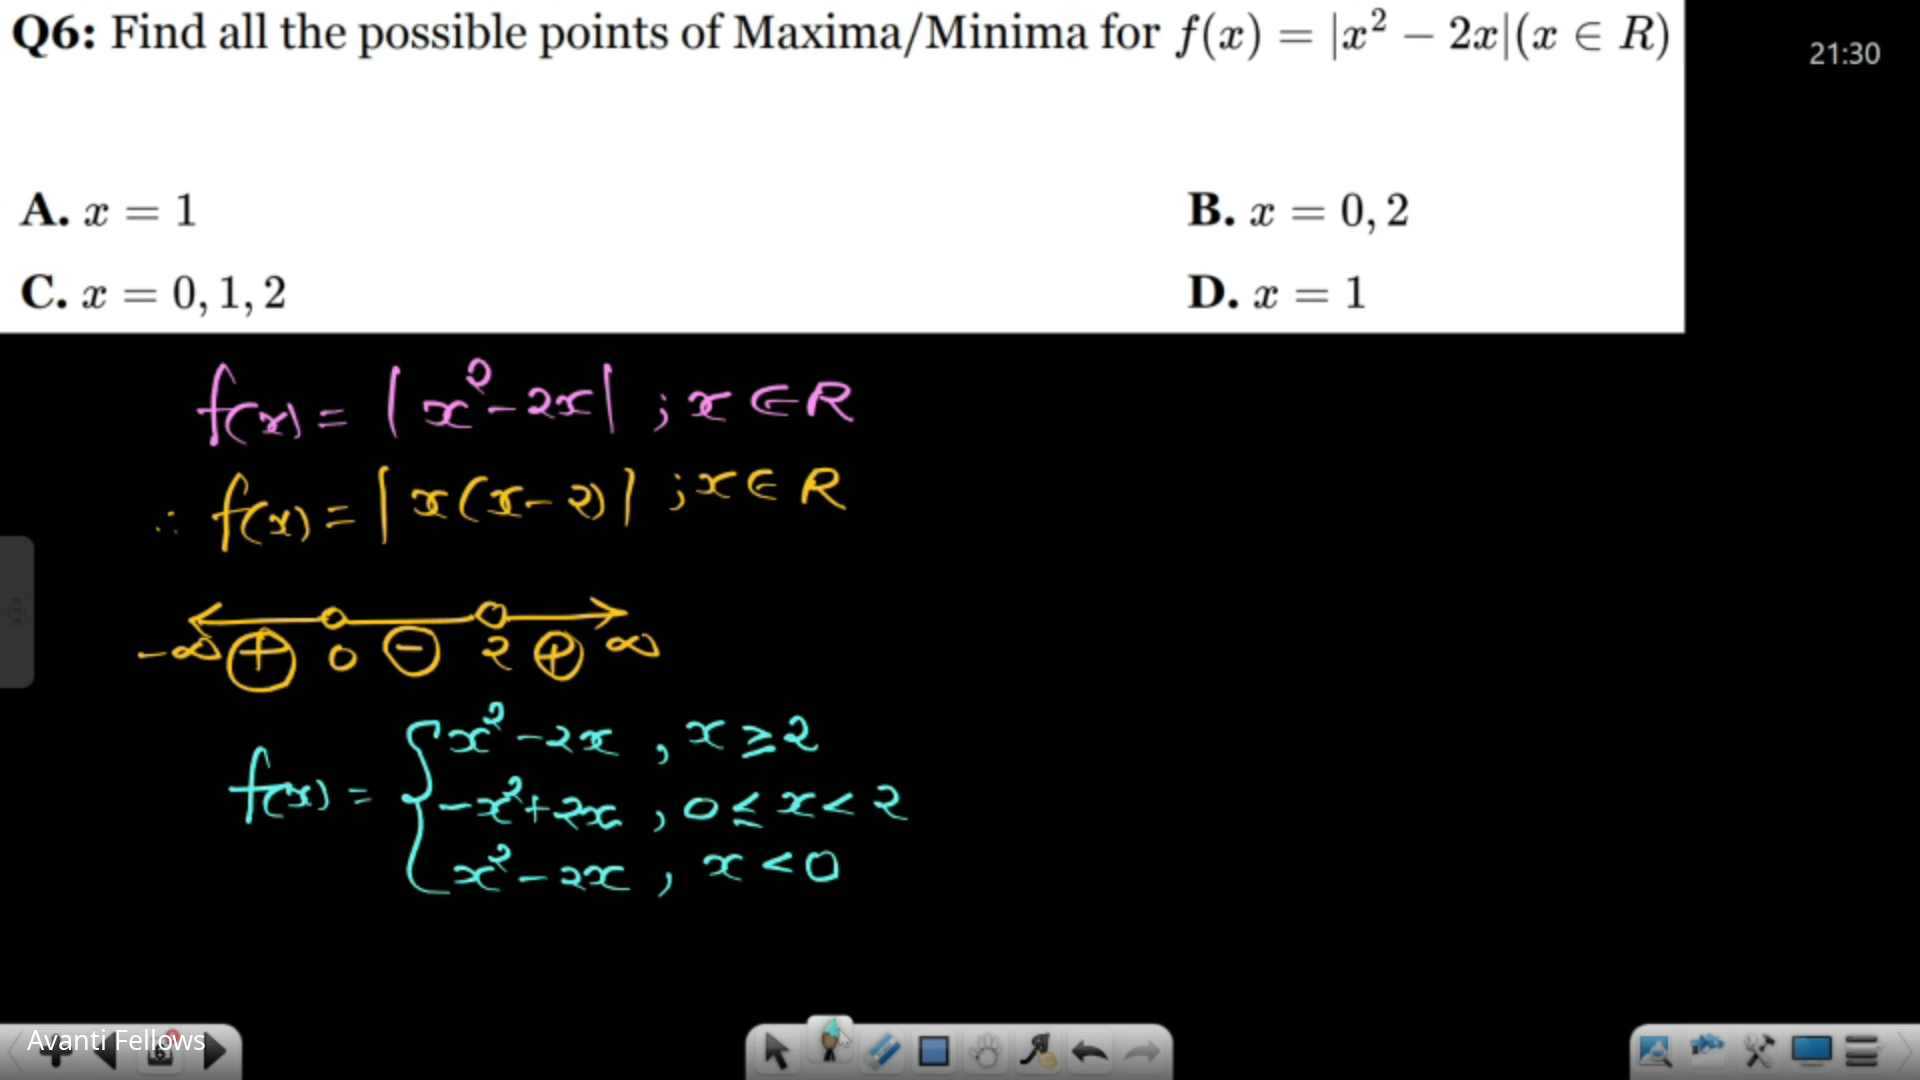 Q6: Find all the possible points of Maxima/Minima for f(x) = |x² − 2x|(x ∈ R)
21:30
A. x = 1
B. x = 0, 2
C. x = 0, 1, 2
D. x = 1
f(x) = |x² - 2x| ; x ∈ R
∴ f(x) = |x(x-2)| ; x ∈ R
-∞ + 0 - 2 + ∞
f(x) = { x² - 2x , x ≥ 2
-x² + 2x , 0 ≤ x < 2
x² - 2x , x < 0
Avanti Fellows